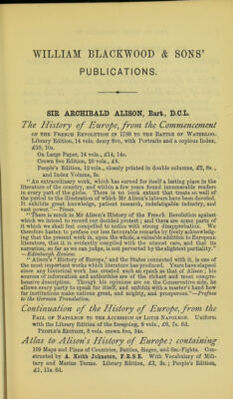 WILLIAM BLACKWOOD & SONS'
PUBLICATIONS.
SIR ARCHIBALD ALISON, Bart., D.C.L.
The History of Europe, from the Commencement
OF THE FRENCH REVOLUTION IN 1789 TO THE BATTLE OF WATERLOO.
Library Edition, 14 vols. demy 8vo, with Portraits and a copious Index,
£10, 10s.
On Large Paper, 14 vols., £14, 14s.
Crown 8vo Edition, 20 vols., £6.
People's Edition, 12 vols., closely printed in double columns, £2, 8s.,
and Index Volume, 3s.
"An extraordinary work, which has earned for itself a lasting place in the
literature of the country, and within a few years found innumerable readers
in every part of the globe. There is no book extant that treats so well of
the period to the illustration of which Mr Alison's labours have been devoted.
It exhibits great knowledge, patient research, indefatigable industry, and
vast power."—Times.
"There is much in Mr Alison's History of the French Revolution against
which we intend to record our decided protest; and there are some parts of
it which we shall feel compelled to notice with strong disapprobation. We
therefore hasten to preface our less favourable remarks by freely acknowledg-
ing that the present work is, upon the whole, a valuable addition to European
literature, that it is evidently compiled with the utmost care, and that its
narration, so far as we can judge, is not perverted by the slightest partiality."
—Edinburgh Review.
"Alison's 'History of Europe,' and the States connected with it, is one of
the most important works which literature has produced. Years have elapsed
since any historical work has created such an epoch as that of Alison; his
sources of information and authorities are of the richest and most compre-
hensive description. Though his opinions are on the Conservative side, he
allows every party to speak for itself, and unfolds with a master's hand how
far institutions make nations great, and mighty, and prosperous."—Preface
to the German Translation.
Continuation of the History of Europe, from the
FALL OF NAPOLEON TO THE ACCESSION OF LOUIS NAPOLEON. Uniform
with the Library Edition of the foregoing, 9 vols., £6, 7s. 6d.
PEOPLE'S EDITION, 8 vols. crown 8vo, 34s.
Atlas to Alison's History of Europe: containing
109 Maps and Plans of Countries, Battles, Sieges, and Sea-Fights. Con-
structed by A. Keith Johnston, F.R.S.E. With Vocabulary of Mili-
tary and Marine Terms. Library Edition, £3, 3s.; People's Edition,
£1, 11s. 6d.